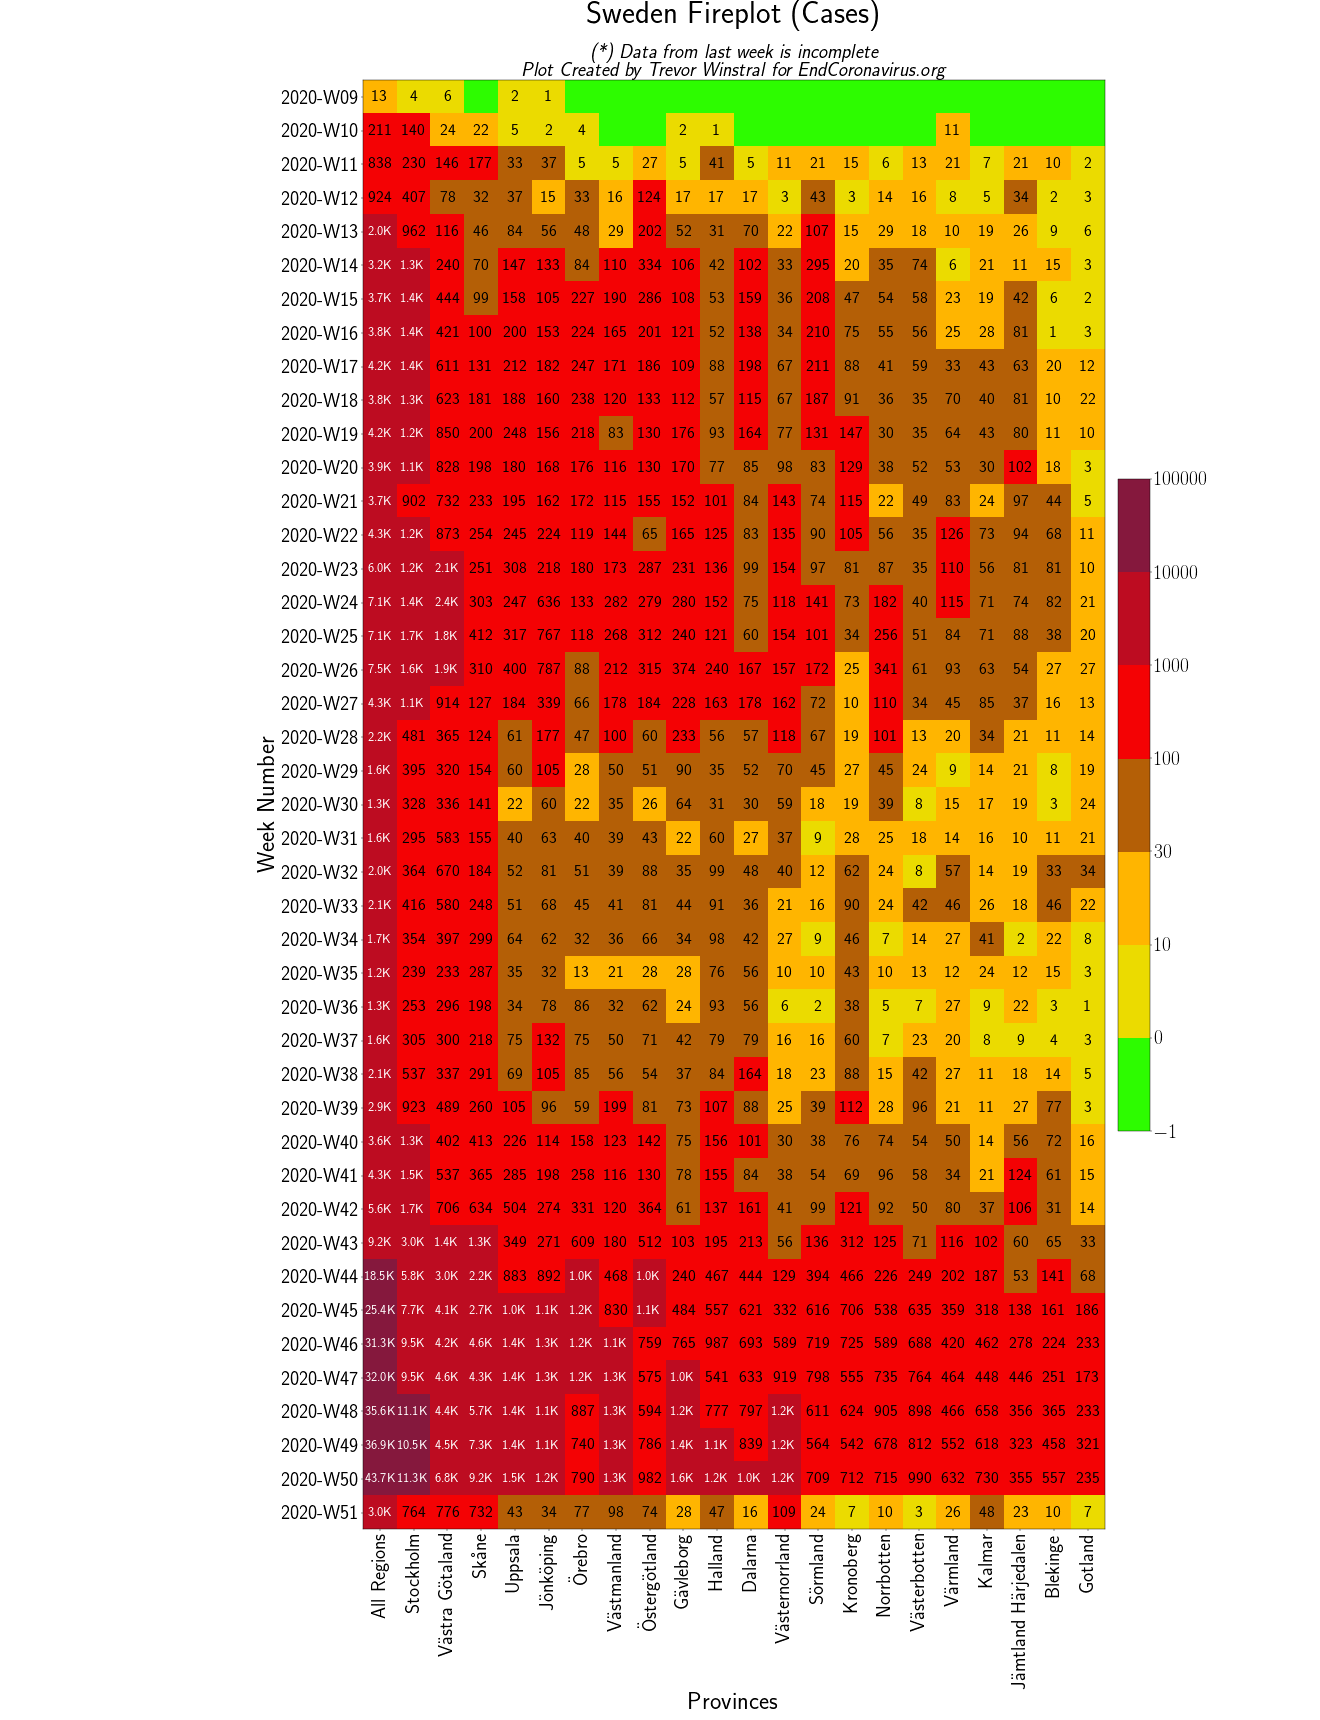 Sweden Fireplot (Cases)
(*) Data from last week is incomplete
Plot Created by Trevor Winstral for EndCoronavirus.org
2020-W09 13 4 6 2 1
2020-W10 211 140 24 22 5 2 4 2 1 11
2020-W11 838 230 146 177 33 37 5 5 27 5 41 5 11 21 15 6 13 21 7 21 10 2
2020-W12 924 407 78 32 37 15 33 16 124 17 17 17 3 43 3 14 16 8 5 34 2 3
2020-W13 2.0K 962 116 46 84 56 48 29 202 52 31 70 22 107 15 29 18 10 19 26 9 6
2020-W14 3.2K 1.3K 240 70 147 133 84 110 334 106 42 102 33 295 20 35 74 6 21 11 15 3
2020-W15 3.7K 1.4K 444 99 158 105 227 190 286 108 53 159 36 208 47 54 58 23 19 42 6 2
2020-W16 3.8K 1.4K 421 100 200 153 224 165 201 121 52 138 34 210 75 55 56 25 28 81 1 3
2020-W17 4.2K 1.4K 611 131 212 182 247 171 186 109 88 198 67 211 88 41 59 33 43 63 20 12
2020-W18 3.8K 1.3K 623 181 188 160 238 120 133 112 57 115 67 187 91 36 35 70 40 81 10 22
2020-W19 4.2K 1.2K 850 200 248 156 218 83 130 176 93 164 77 131 147 30 35 64 43 80 11 10
2020-W20 3.9K 1.1K 828 198 180 168 176 116 130 170 77 85 98 83 129 38 52 53 30 102 18 3
2020-W21 3.7K 902 732 233 195 162 172 115 155 152 101 84 143 74 115 22 49 83 24 97 44 5
2020-W22 4.3K 1.2K 873 254 245 224 119 144 65 165 125 83 135 90 105 56 35 126 73 94 68 11
2020-W23 6.0K 1.2K 2.1K 251 308 218 180 173 287 231 136 99 154 97 81 87 35 110 56 81 81 10
2020-W24 7.1K 1.4K 2.4K 303 247 636 133 282 279 280 152 75 118 141 73 182 40 115 71 74 82 21
2020-W25 7.1K 1.7K 1.8K 412 317 767 118 268 312 240 121 60 154 101 34 256 51 84 71 88 38 20
2020-W26 7.5K 1.6K 1.9K 310 400 787 88 212 315 374 240 167 157 172 25 341 61 93 63 54 27 27
2020-W27 4.3K 1.1K 914 127 184 339 66 178 184 228 163 178 162 72 10 110 34 45 85 37 16 13
2020-W28 2.2K 481 365 124 61 177 47 100 60 233 56 57 118 67 19 101 13 20 34 21 11 14
2020-W29 1.6K 395 320 154 60 105 28 50 51 90 35 52 70 45 27 45 24 9 14 21 8 19
2020-W30 1.3K 328 336 141 22 60 22 35 26 64 31 30 59 18 19 39 8 15 17 19 3 24
2020-W31 1.6K 295 583 155 40 63 40 39 43 22 60 27 37 9 28 25 18 14 16 10 11 21
2020-W32 2.0K 364 670 184 52 81 51 39 88 35 99 48 40 12 62 24 8 57 14 19 33 34
2020-W33 2.1K 416 580 248 51 68 45 41 81 44 91 36 21 16 90 24 42 46 26 18 46 22
2020-W34 1.7K 354 397 299 64 62 32 36 66 34 98 42 27 9 46 7 14 27 41 2 22 8
2020-W35 1.2K 239 233 287 35 32 13 21 28 28 76 56 10 10 43 10 13 12 24 12 15 3
2020-W36 1.3K 253 296 198 34 78 86 32 62 24 93 56 6 2 38 5 7 27 9 22 3 1
2020-W37 1.6K 305 300 218 75 132 75 50 71 42 79 79 16 16 60 7 23 20 8 9 4 3
2020-W38 2.1K 537 337 291 69 105 85 56 54 37 84 164 18 23 88 15 42 27 11 18 14 5
2020-W39 2.9K 923 489 260 105 96 59 199 81 73 107 88 25 39 112 28 96 21 11 27 77 3
2020-W40 3.6K 1.3K 402 413 226 114 158 123 142 75 156 101 30 38 76 74 54 50 14 56 72 16
2020-W41 4.3K 1.5K 537 365 285 198 258 116 130 78 155 84 38 54 69 96 58 34 21 124 61 15
2020-W42 5.6K 1.7K 706 634 504 274 331 120 364 61 137 161 41 99 121 92 50 80 37 106 31 14
2020-W43 9.2K 3.0K 1.4K 1.3K 349 271 609 180 512 103 195 213 56 136 312 125 71 116 102 60 65 33
2020-W44 18.5K 5.8K 3.0K 2.2K 883 892 1.0K 468 1.0K 240 467 444 129 394 466 226 249 202 187 53 141 68
2020-W45 25.4K 7.7K 4.1K 2.7K 1.0K 1.1K 1.2K 830 1.1K 484 557 621 332 616 706 538 635 359 318 138 161 186
2020-W46 31.3K 9.5K 4.2K 4.6K 1.4K 1.3K 1.2K 1.1K 759 765 987 693 589 719 725 589 688 420 462 278 224 233
2020-W47 32.0K 9.5K 4.6K 4.3K 1.4K 1.3K 1.2K 1.3K 575 1.0K 541 633 919 798 555 735 764 464 448 446 251 173
2020-W48 35.6K 11.1K 4.4K 5.7K 1.4K 1.1K 887 1.3K 594 1.2K 777 797 1.2K 611 624 905 898 466 658 356 365 233
2020-W49 36.9K 10.5K 4.5K 7.3K 1.4K 1.1K 740 1.3K 786 1.4K 1.1K 839 1.2K 564 542 678 812 552 618 323 458 321
2020-W50 43.7K 11.3K 6.8K 9.2K 1.5K 1.2K 790 1.3K 982 1.6K 1.2K 1.0K 1.2K 709 712 715 990 632 730 355 557 235
2020-W51 3.0K 764 776 732 43 34 77 98 74 28 47 16 109 24 7 10 3 26 48 23 10 7
Week Number
All Regions
Stockholm
Västra Götaland
Skåne
Uppsala
Jönköping
Örebro
Västmanland
Östergötland
Gävleborg
Halland
Dalarna
Västernorrland
Sörmland
Kronoberg
Norrbotten
Västerbotten
Värmland
Kalmar
Jämtland Härjedalen
Blekinge
Gotland
Provinces
100000
10000
1000
100
30
10
0
−1